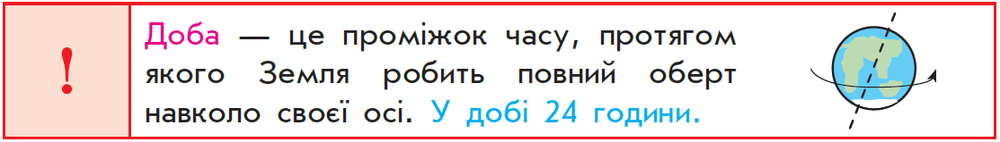 !
Доба — це проміжок часу, протягом
якого Земля робить повний оберт
навколо своєї осі. У добі 24 години.